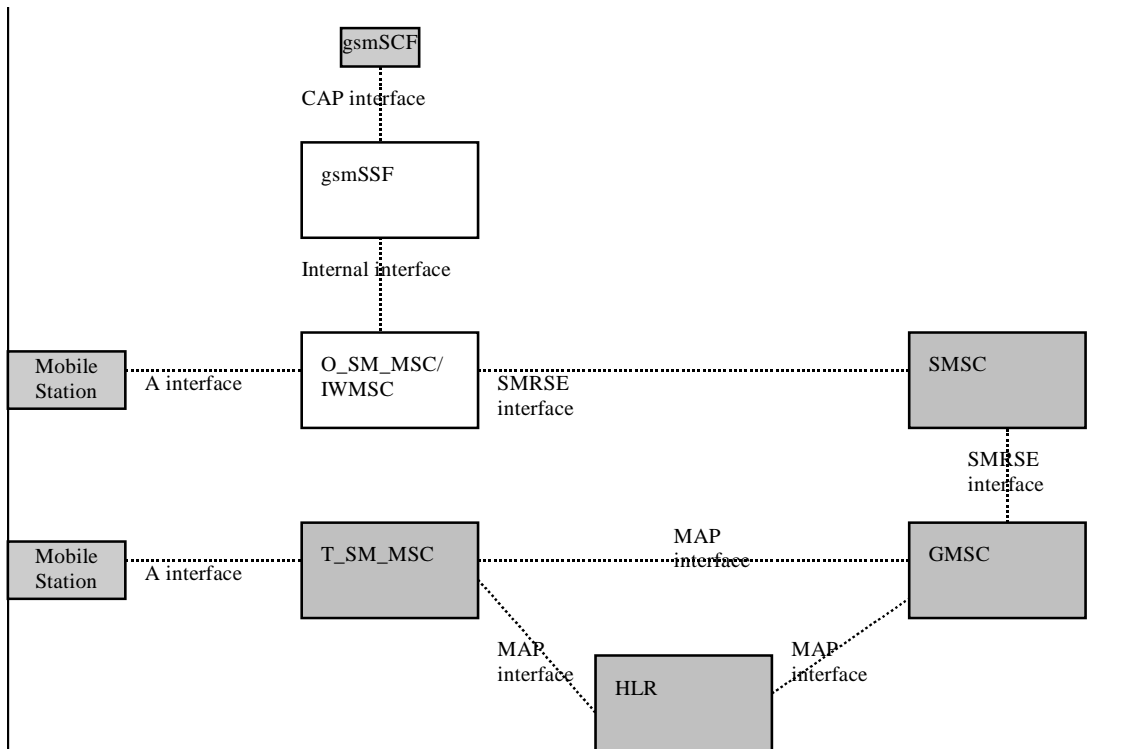 gsmSCF
CAP interface
gsmSSF
Internal interface
Mobile
Station
A interface
O_SM_MSC/
IWMSC
SMRSE
interface
SMSC
SMRSE
interface
Mobile
Station
A interface
T_SM_MSC
MAP
interface
GMSC
MAP
interface
HLR
MAP
interface